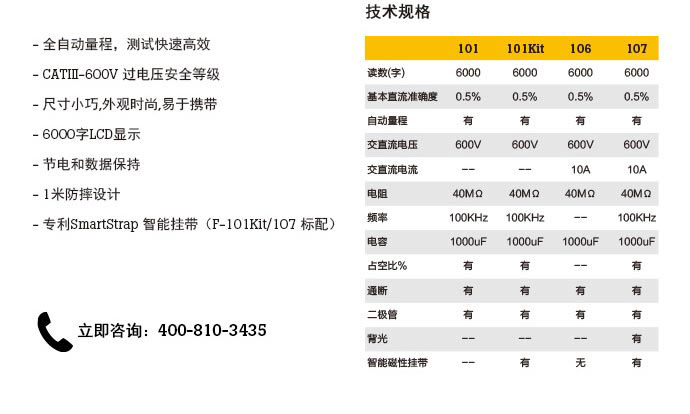 - 全自动量程，测试快速高效
- CATIII-600V 过电压安全等级
- 尺寸小巧,外观时尚,易于携带
- 6000字LCD显示
- 节电和数据保持
- 1米防摔设计
- 专利SmartStrap 智能挂带（F-101Kit/107 标配）
立即咨询：400-810-3435
技术规格
101 101Kit 106 107
读数(字) 6000 6000 6000 6000
基本直流准确度 0.5% 0.5% 0.5% 0.5%
自动量程 有 有 有 有
交直流电压 600V 600V 600V 600V
交直流电流 -- -- 10A 10A
电阻 40MΩ 40MΩ 40MΩ 40MΩ
频率 100KHz 100KHz -- 100KHz
电容 1000uF 1000uF 1000uF 1000uF
占空比% 有 有 -- 有
通断 有 有 有 有
二极管 有 有 有 有
背光 -- -- -- 有
智能磁性挂带 -- 有 无 有